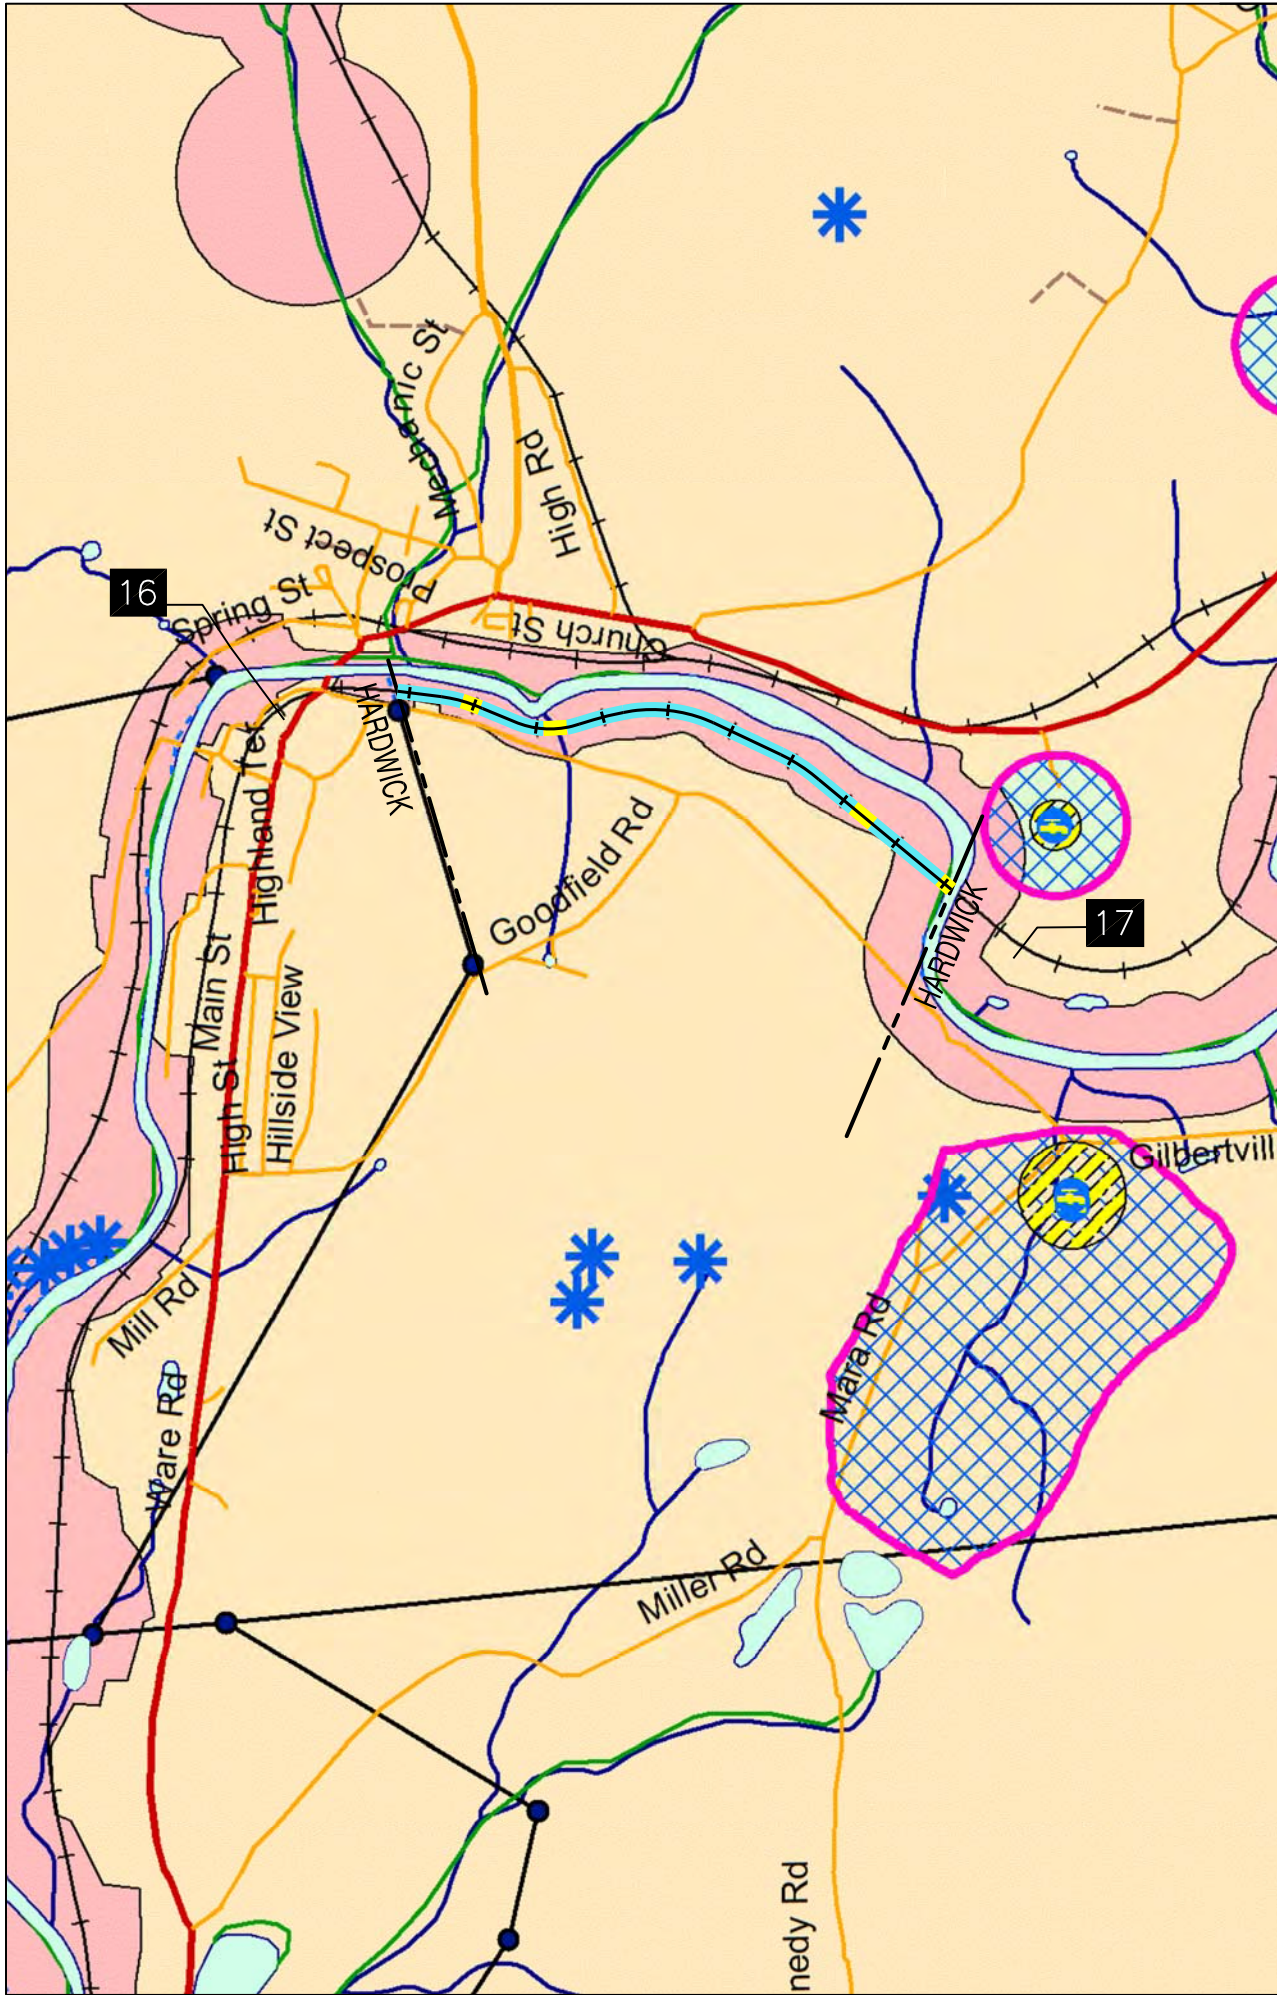 Mechanic St
High Rd
Prospect St
16
Spring St
Church St
HARDWICK
Highland Ter
Goodfield Rd
HARDWICK
17
Main St
High St
Hillside View
Gilbertvill
Mill Rd
Mara Rd
Ware Rd
Miller Rd
nedy Rd